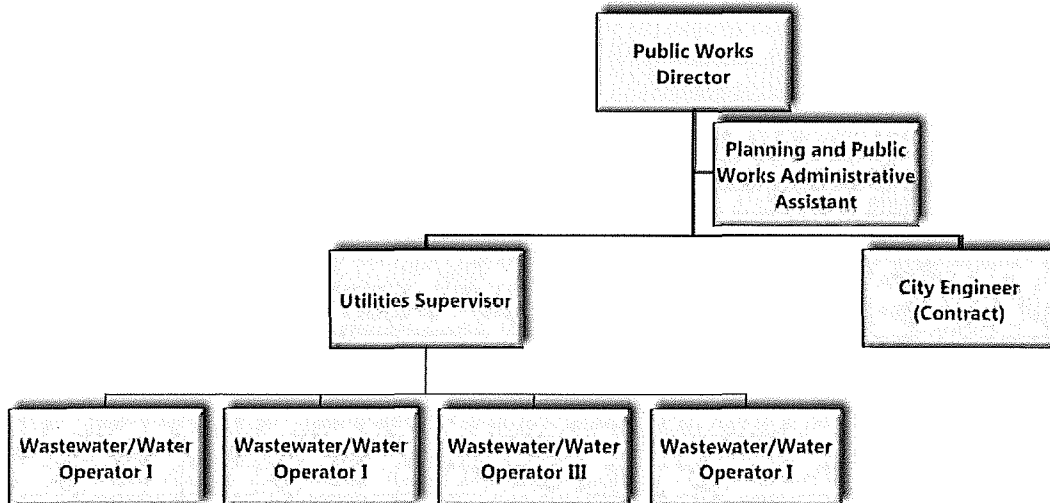 Public Works
Director
Planning and Public
Works Administrative
Assistant
Utilities Supervisor
City Engineer
(Contract)
Wastewater/Water
Operator I
Wastewater/Water
Operator I
Wastewater/Water
Operator III
Wastewater/Water
Operator I